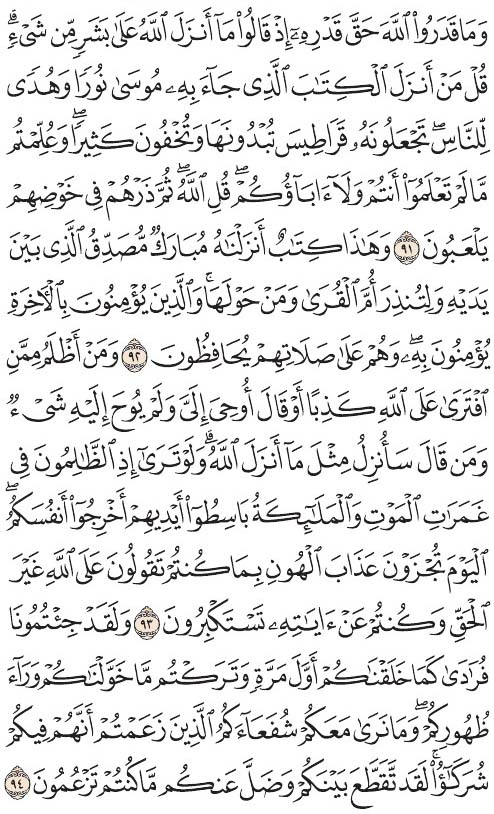 وَمَا قَدَرُوا۟ ٱللَّهَ حَقَّ قَدْرِهِۦٓ إِذْ قَالُوا۟ مَآ أَنزَلَ ٱللَّهُ عَلَىٰ بَشَرٍ مِّن شَىْءٍ ۗ
قُلْ مَنْ أَنزَلَ ٱلْكِتَٰبَ ٱلَّذِى جَآءَ بِهِۦ مُوسَىٰ نُورًا وَهُدًى
لِّلنَّاسِ ۖ تَجْعَلُونَهُۥ قَرَاطِيسَ تُبْدُونَهَا وَتُخْفُونَ كَثِيرًا ۖ وَعُلِّمْتُم
مَّا لَمْ تَعْلَمُوٓا۟ أَنتُمْ وَلَآ ءَابَآؤُكُمْ ۖ قُلِ ٱللَّهُ ۖ ثُمَّ ذَرْهُمْ فِى خَوْضِهِمْ
يَلْعَبُونَ ٩١ وَهَٰذَا كِتَٰبٌ أَنزَلْنَٰهُ مُبَارَكٌ مُّصَدِّقُ ٱلَّذِى بَيْنَ
يَدَيْهِ وَلِتُنذِرَ أُمَّ ٱلْقُرَىٰ وَمَنْ حَوْلَهَا ۚ وَٱلَّذِينَ يُؤْمِنُونَ بِٱلْءَاخِرَةِ
يُؤْمِنُونَ بِهِۦ ۖ وَهُمْ عَلَىٰ صَلَاتِهِمْ يُحَافِظُونَ ٩٢ وَمَنْ أَظْلَمُ مِمَّنِ
ٱفْتَرَىٰ عَلَى ٱللَّهِ كَذِبًا أَوْ قَالَ أُوحِىَ إِلَىَّ وَلَمْ يُوحَ إِلَيْهِ شَىْءٌ
وَمَن قَالَ سَأُنزِلُ مِثْلَ مَآ أَنزَلَ ٱللَّهُ ۗ وَلَوْ تَرَىٰٓ إِذِ ٱلظَّٰلِمُونَ فِى
غَمَرَٰتِ ٱلْمَوْتِ وَٱلْمَلَٰٓئِكَةُ بَاسِطُوٓا۟ أَيْدِيهِمْ أَخْرِجُوٓا۟ أَنفُسَكُمُ ۖ
ٱلْيَوْمَ تُجْزَوْنَ عَذَابَ ٱلْهُونِ بِمَا كُنتُمْ تَقُولُونَ عَلَى ٱللَّهِ غَيْرَ
ٱلْحَقِّ وَكُنتُمْ عَنْ ءَايَٰتِهِۦ تَسْتَكْبِرُونَ ٩٣ وَلَقَدْ جِئْتُمُونَا
فُرَٰدَىٰ كَمَا خَلَقْنَٰكُمْ أَوَّلَ مَرَّةٍ وَتَرَكْتُم مَّا خَوَّلْنَٰكُمْ وَرَآءَ
ظُهُورِكُمْ ۖ وَمَا نَرَىٰ مَعَكُمْ شُفَعَآءَكُمُ ٱلَّذِينَ زَعَمْتُمْ أَنَّهُمْ فِيكُمْ
شُرَكَٰٓؤُا۟ ۚ لَقَد تَّقَطَّعَ بَيْنَكُمْ وَضَلَّ عَنكُم مَّا كُنتُمْ تَزْعُمُونَ ٩٤